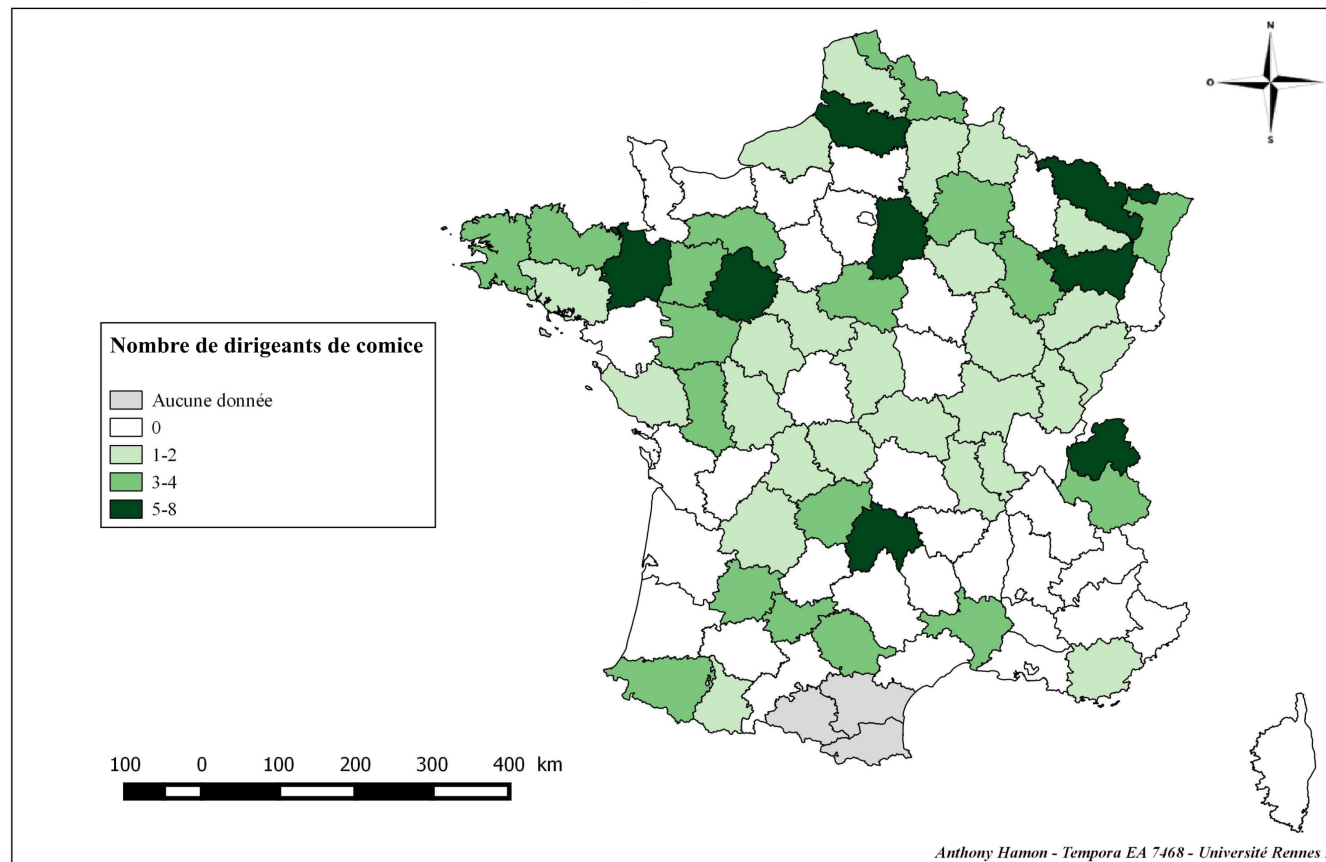 N
O
S
Nombre de dirigeants de comice
Aucune donnée
0
1-2
3-4
5-8
100 0 100 200 300 400 km
Anthony Hamon - Tempora EA 7468 - Université Rennes